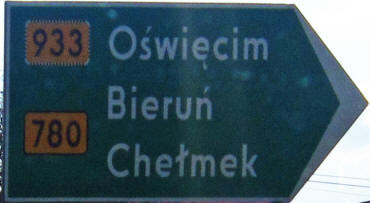 933 Oświęcim
Bieruń
780 Chełmek